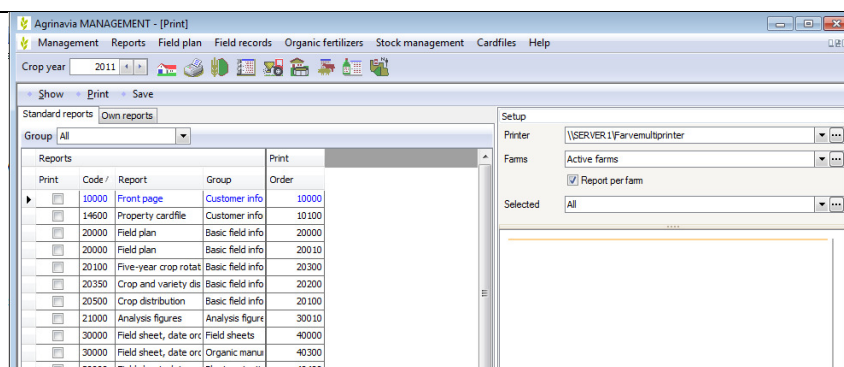 Agrinavia MANAGEMENT - [Print]
Management Reports Field plan Field records Organic fertilizers Stock management Cardfiles Help
Crop year 2011
Show Print Save
Standard reports Own reports
Group All
Reports Print
Print Code Report Group Order
10000 Front page Customer info 10000
14600 Property cardfile Customer info 10100
20000 Field plan Basic field info 20000
20000 Field plan Basic field info 20010
20100 Five-year crop rotat Basic field info 20300
20350 Crop and variety dis Basic field info 20200
20500 Crop distribution Basic field info 20100
21000 Analysis figures Analysis figure 30010
30000 Field sheet, date orc Field sheets 40000
30000 Field sheet, date orc Organic manur 40300
Setup
Printer \\SERVER1\Farvemultiprinter
Farms Active farms
Report per farm
Selected All